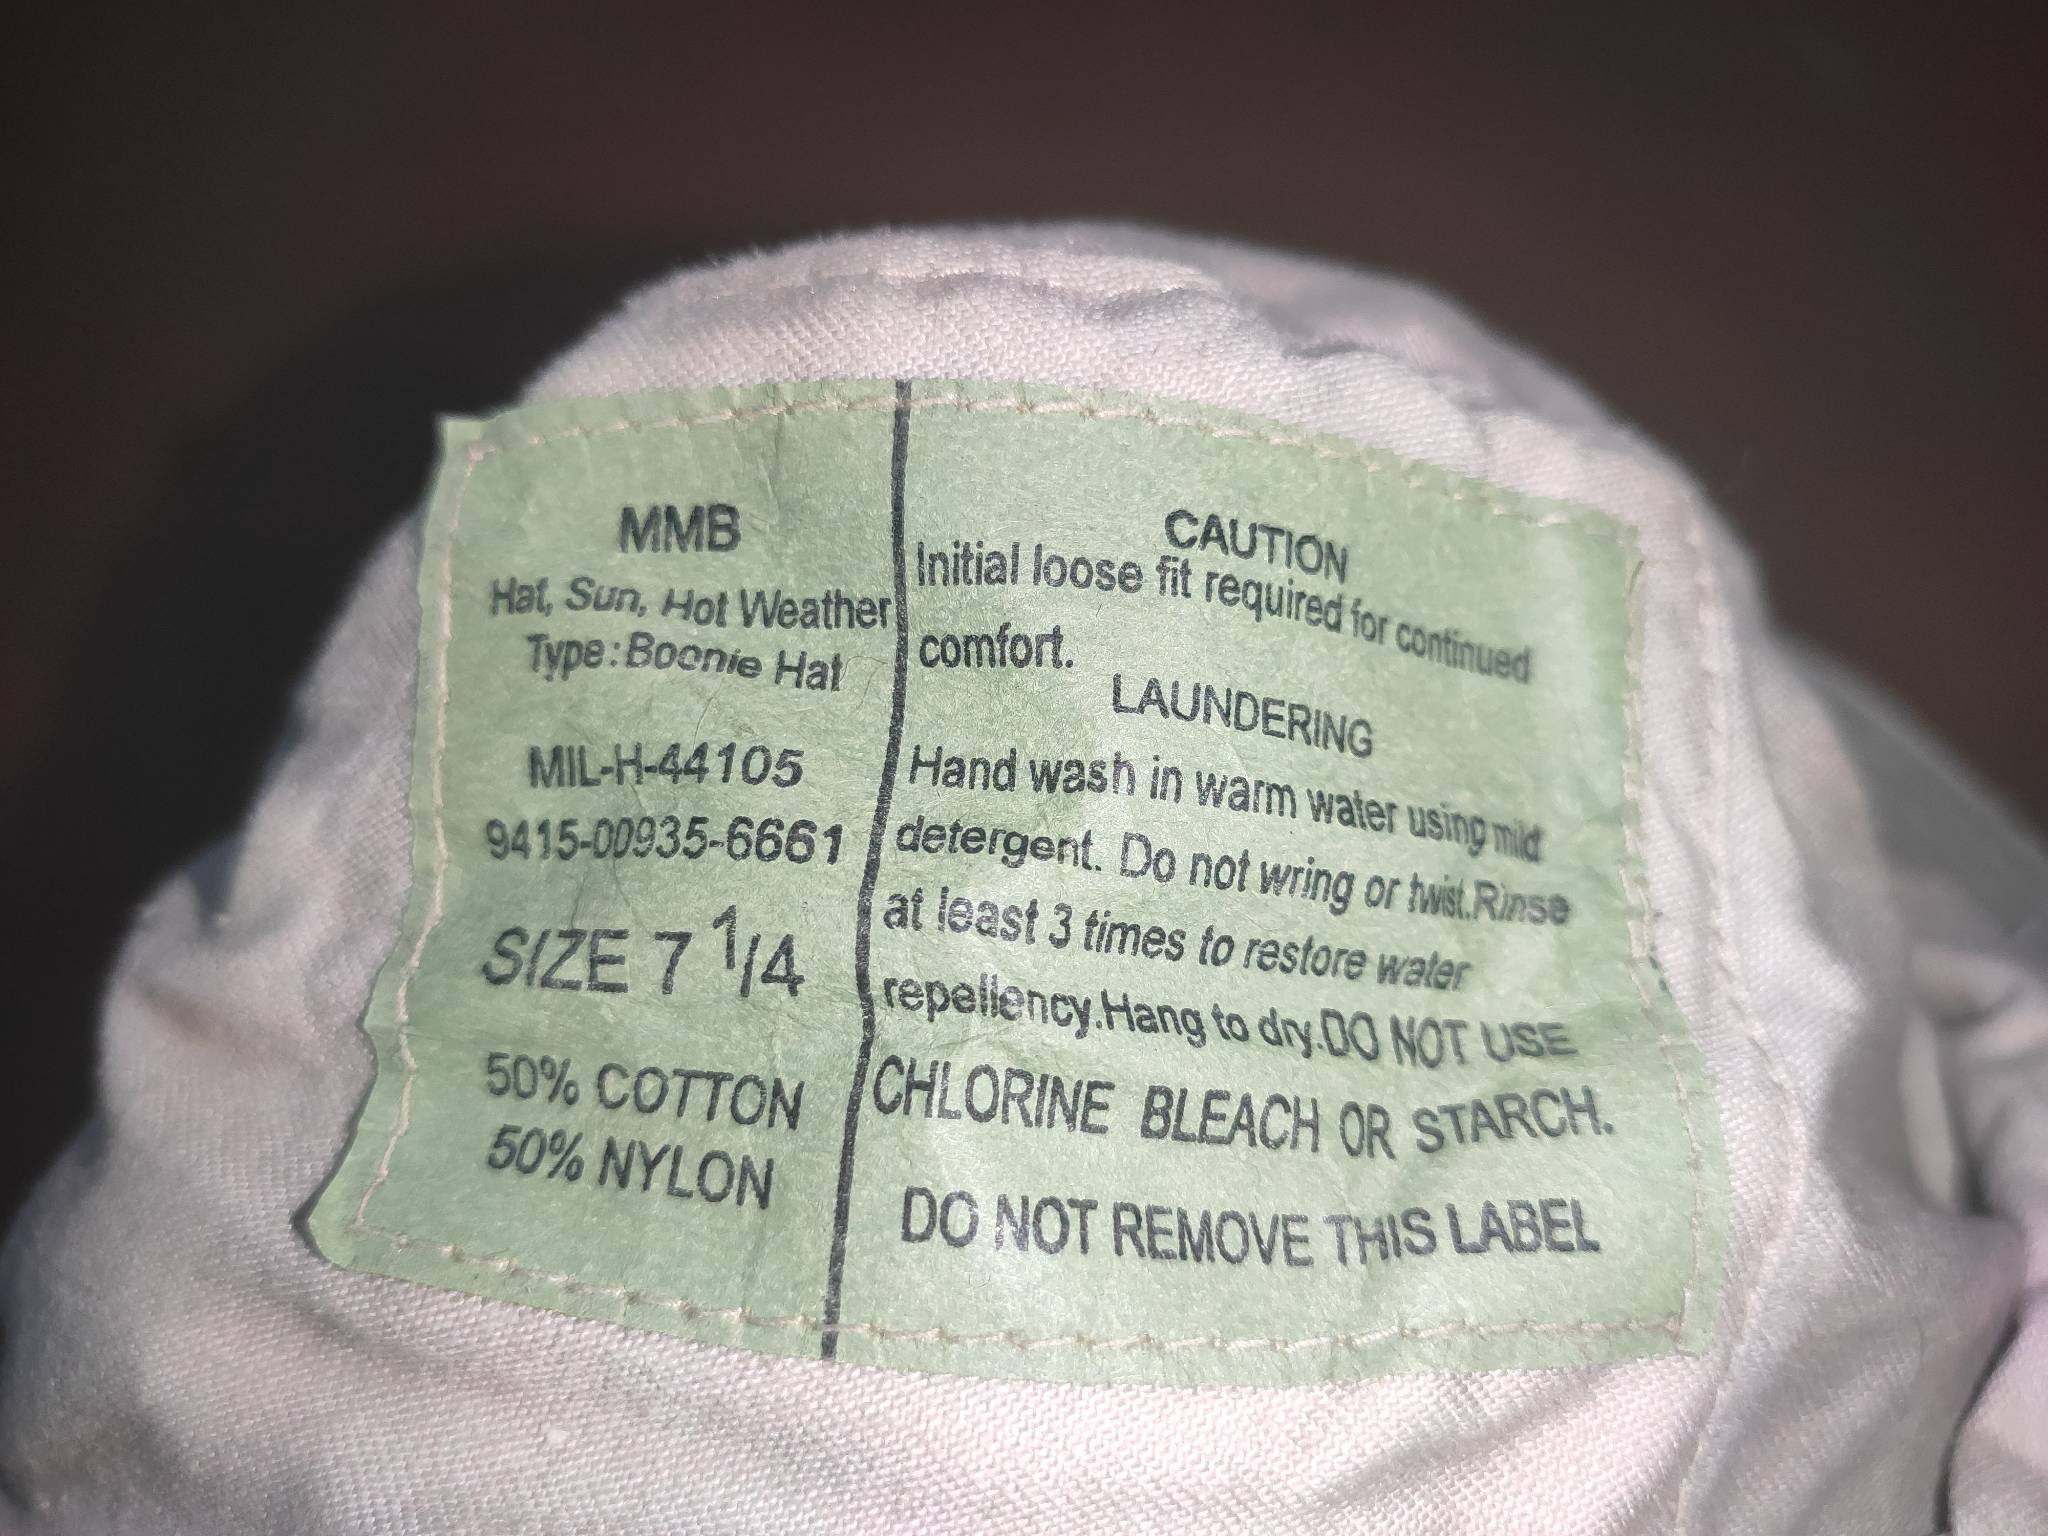 MMB
Hat, Sun, Hot Weather
Type: Boonie Hat
MIL-H-44105
9415-00935-6661
SIZE 7 1/4
50% COTTON
50% NYLON
CAUTION
Initial loose fit required for continued
comfort.
LAUNDERING
Hand wash in warm water using mild
detergent. Do not wring or twist.Rinse
at least 3 times to restore water
repellency.Hang to dry.DO NOT USE
CHLORINE BLEACH OR STARCH.
DO NOT REMOVE THIS LABEL